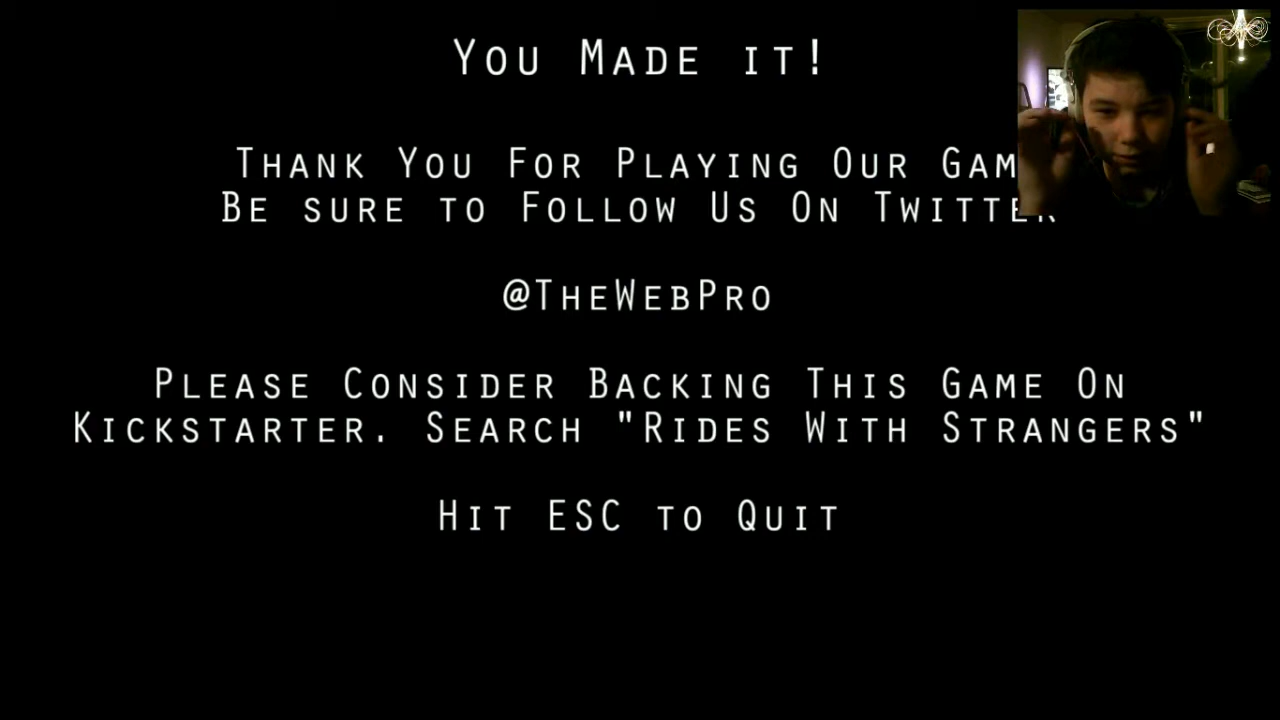 You Made it!
Thank You For Playing Our Gam
Be sure to Follow Us On Twitter
@TheWebPro
Please Consider Backing This Game On
Kickstarter. Search "Rides With Strangers"
Hit ESC to Quit